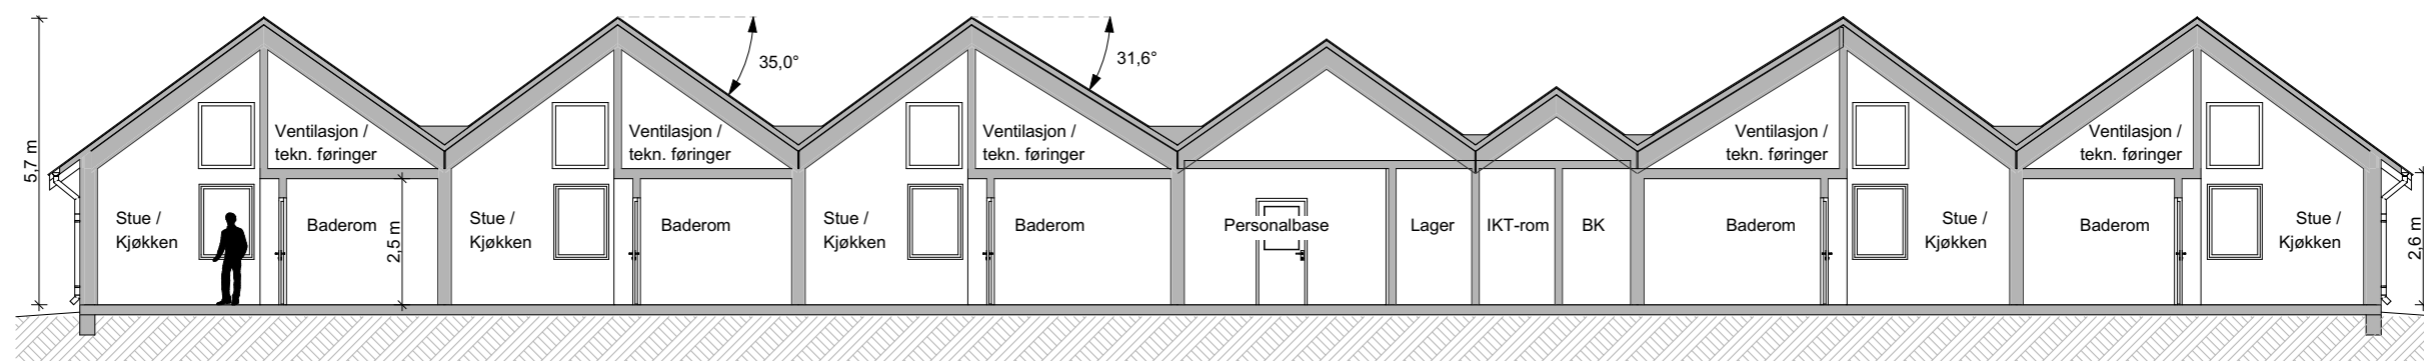 35,0°
31,6°
5,7 m
Ventilasjon /
tekn. føringer
Ventilasjon /
tekn. føringer
Ventilasjon /
tekn. føringer
Ventilasjon /
tekn. føringer
Ventilasjon /
tekn. føringer
Stue /
Kjøkken
Baderom
2,5 m
Stue /
Kjøkken
Baderom
Stue /
Kjøkken
Baderom
Personalbase
Lager
IKT-rom
BK
Baderom
Stue /
Kjøkken
Baderom
Stue /
Kjøkken
2,6 m